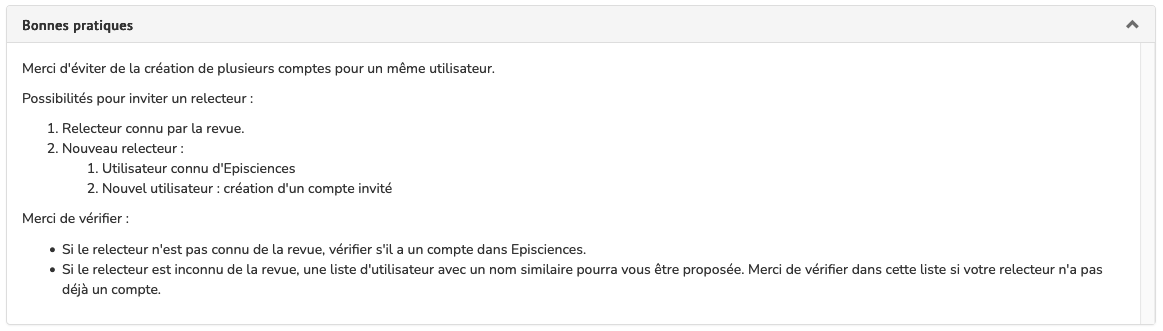 Bonnes pratiques
Merci d'éviter de la création de plusieurs comptes pour un même utilisateur.
Possibilités pour inviter un relecteur :
1. Relecteur connu par la revue.
2. Nouveau relecteur :
1. Utilisateur connu d'Episciences
2. Nouvel utilisateur : création d'un compte invité
Merci de vérifier :
• Si le relecteur n'est pas connu de la revue, vérifier s'il a un compte dans Episciences.
• Si le relecteur est inconnu de la revue, une liste d'utilisateur avec un nom similaire pourra vous être proposée. Merci de vérifier dans cette liste si votre relecteur n'a pas
déjà un compte.